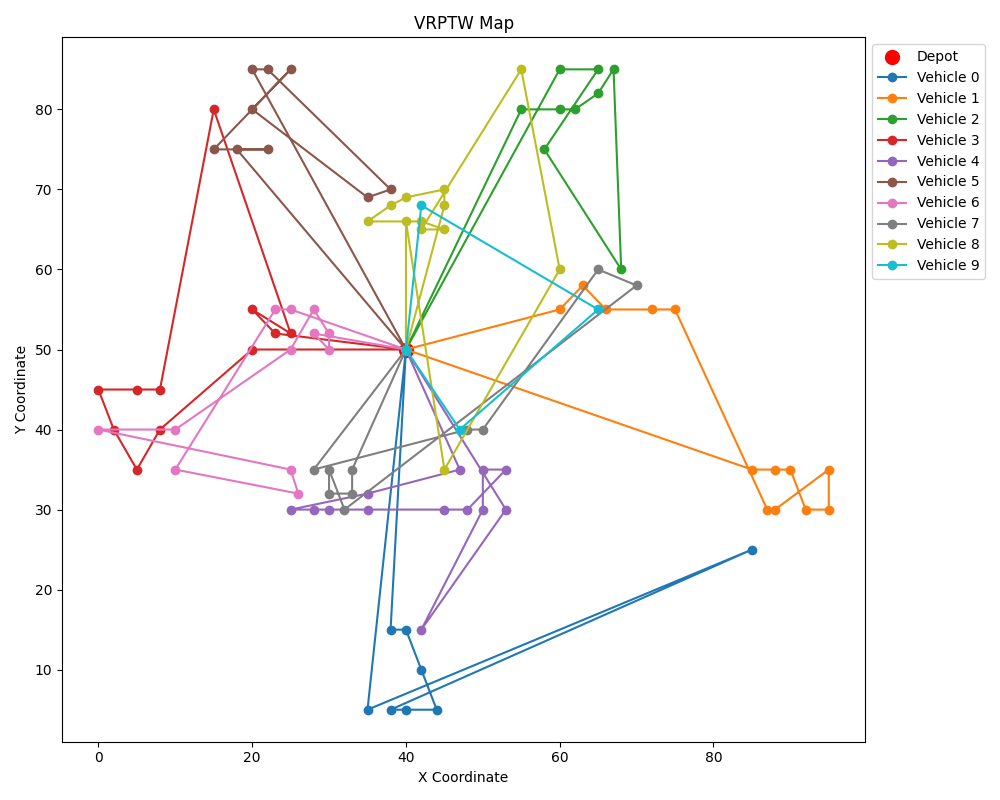 VRPTW Map
Depot
Vehicle 0
Vehicle 1
Vehicle 2
Vehicle 3
Vehicle 4
Vehicle 5
Vehicle 6
Vehicle 7
Vehicle 8
Vehicle 9
Y Coordinate
80
70
60
50
40
30
20
10
0 20 40 60 80
X Coordinate